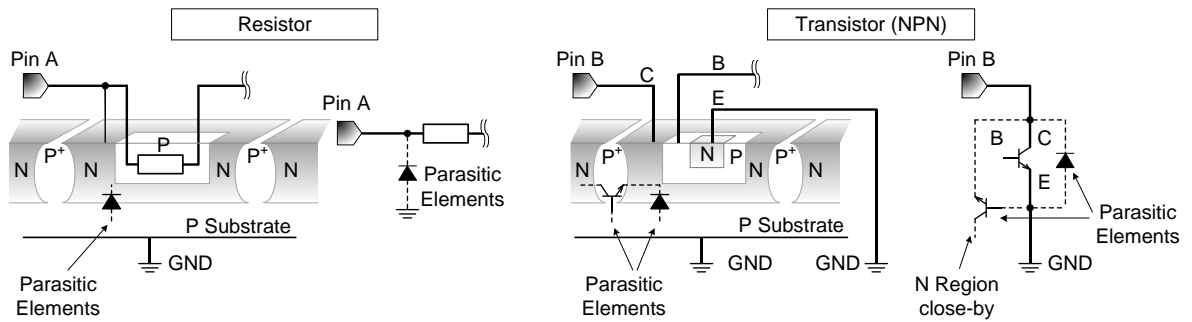 Resistor
Pin A
Pin A
N
P+
N
P
N
P+
N
Parasitic
Elements
P Substrate
GND
Parasitic
Elements
Transistor (NPN)
Pin B
C
B
E
N
P+
N
N
P
P+
N
N
P Substrate
GND
GND
Parasitic
Elements
Pin B
B
C
E
Parasitic
Elements
GND
N Region
close-by